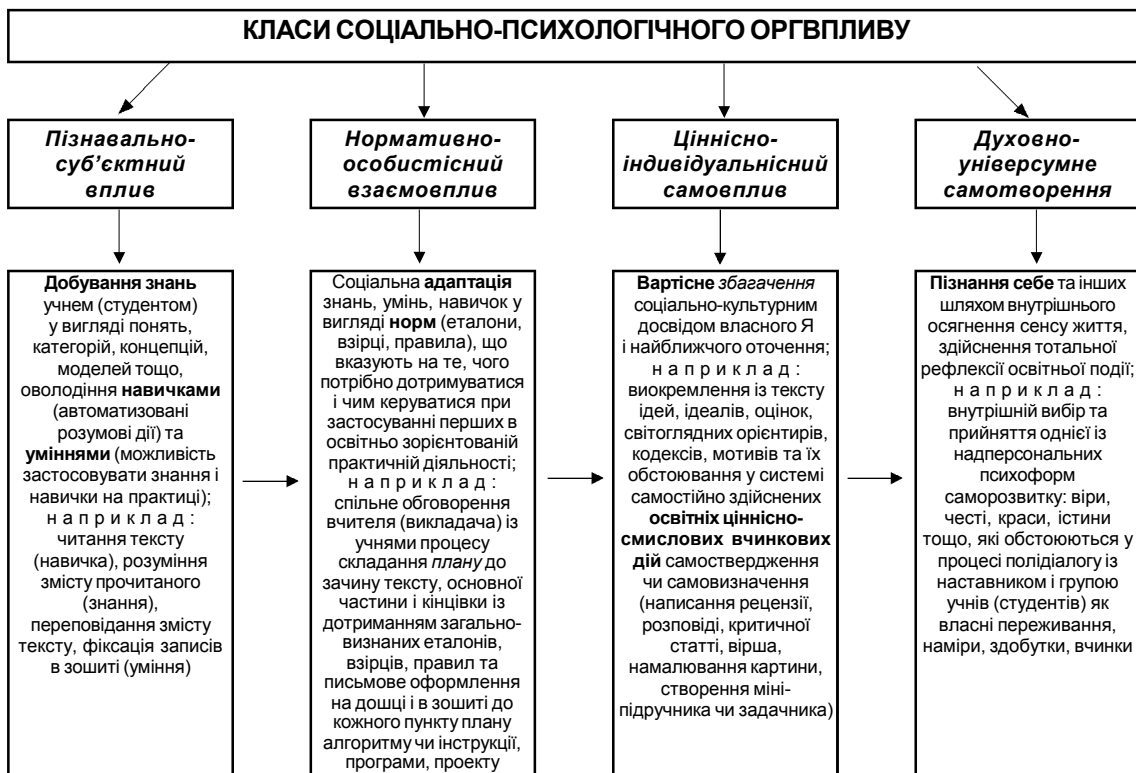 КЛАСИ СОЦІАЛЬНО-ПСИХОЛОГІЧНОГО ОРГВПЛИВУ
Пізнавально-
суб’єктний
вплив
Нормативно-
особистісний
взаємовплив
Ціннісно-
індивідуальнісний
самовплив
Духовно-
універсумне
самотворення
Добування знань
учнем (студентом)
у вигляді понять,
категорій, концепцій,
моделей тощо,
оволодіння навичками
(автоматизовані
розумові дії) та
уміннями (можливість
застосовувати знання і
навички на практиці);
наприклад:
читання тексту
(навичка), розуміння
змісту прочитаного
(знання),
переповідання змісту
тексту, фіксація записів
в зошиті (уміння)
Соціальна адаптація
знань, умінь, навичок у
вигляді норм (еталони,
взірці, правила), що
вказують на те, чого
потрібно дотримуватися
і чим керуватися при
застосуванні перших в
освітньо зорієнтованій
практичній діяльності;
наприклад:
спільне обговорення
вчителя (викладача) із
учнями процесу
складання плану до
зачину тексту, основної
частини і кінцівки із
дотриманням загально-
визнаних еталонів,
взірців, правил та
письмове оформлення
на дошці і в зошиті до
кожного пункту плану
алгоритму чи інструкції,
програми, проекту
Вартісне збагачення
соціально-культурним
досвідом власного Я
і найближчого оточення;
наприклад:
виокремлення із тексту
ідей, ідеалів, оцінок,
світоглядних орієнтирів,
кодексів, мотивів та їх
обстоювання у системі
самостійно здійснених
освітніх ціннісно-
смислових вчинкових
дій самоствердження
чи самовизначення
(написання рецензії,
розповіді, критичної
статті, вірша,
намалювання картини,
створення міні-
підручника чи задачника)
Пізнання себе та інших
шляхом внутрішнього
осягнення сенсу життя,
здійснення тотальної
рефлексії освітньої події;
наприклад:
внутрішній вибір та
прийняття однієї із
надперсональних
психоформ
саморозвитку: віри,
честі, краси, істини
тощо, які обстоюються у
процесі полідіалогу із
наставником і групою
учнів (студентів) як
власні переживання,
наміри, здобутки, вчинки